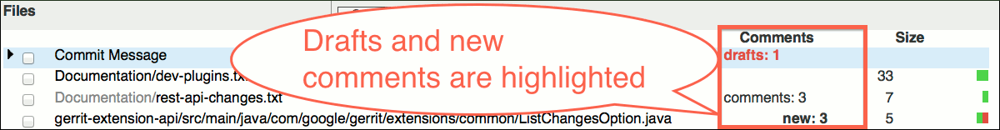 Files
Drafts and new
comments are highlighted
Comments Size
Commit Message drafts: 1
Documentation/dev-plugins.tx 33
Documentation/rest-api-changes.txt comments: 3 7
gerrit-extension-api/src/main/java/com/google/gerrit/extensions/common/ListChangesOption.java new: 3 5